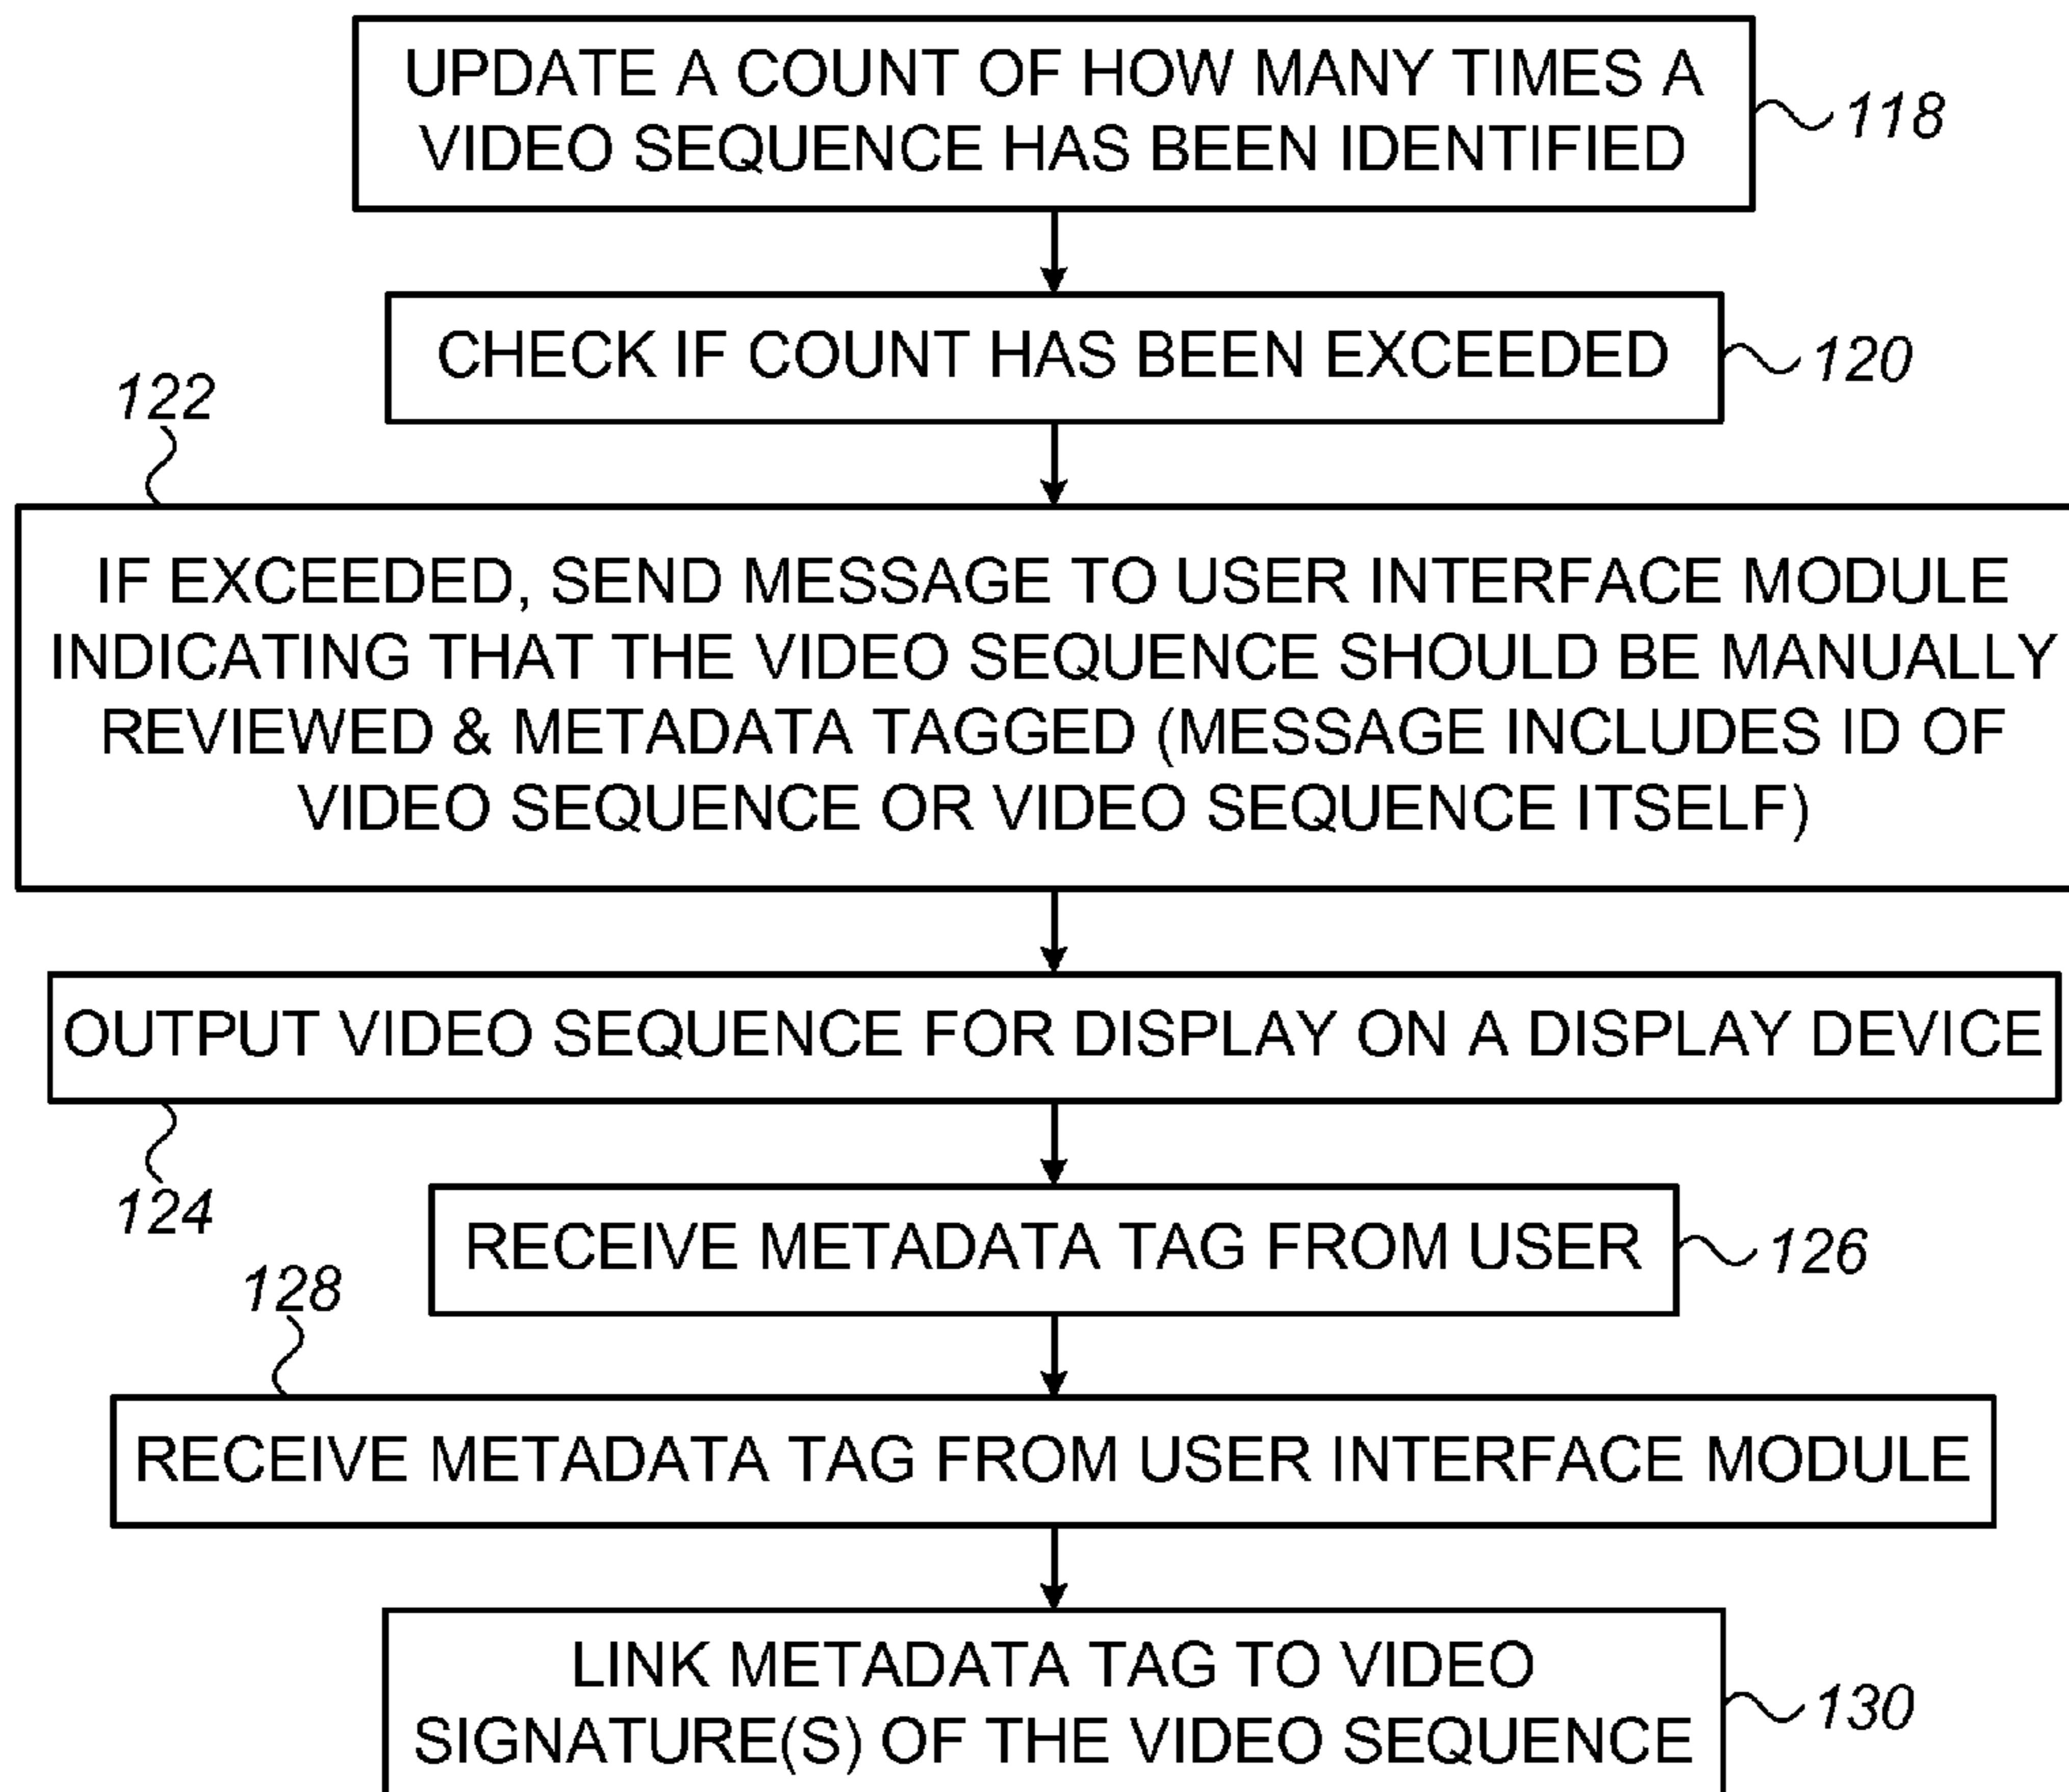 UPDATE A COUNT OF HOW MANY TIMES A
VIDEO SEQUENCE HAS BEEN IDENTIFIED
118
CHECK IF COUNT HAS BEEN EXCEEDED
120
122
IF EXCEEDED, SEND MESSAGE TO USER INTERFACE MODULE
INDICATING THAT THE VIDEO SEQUENCE SHOULD BE MANUALLY
REVIEWED & METADATA TAGGED (MESSAGE INCLUDES ID OF
VIDEO SEQUENCE OR VIDEO SEQUENCE ITSELF)
OUTPUT VIDEO SEQUENCE FOR DISPLAY ON A DISPLAY DEVICE
124
RECEIVE METADATA TAG FROM USER
126
128
RECEIVE METADATA TAG FROM USER INTERFACE MODULE
LINK METADATA TAG TO VIDEO
SIGNATURE(S) OF THE VIDEO SEQUENCE
130